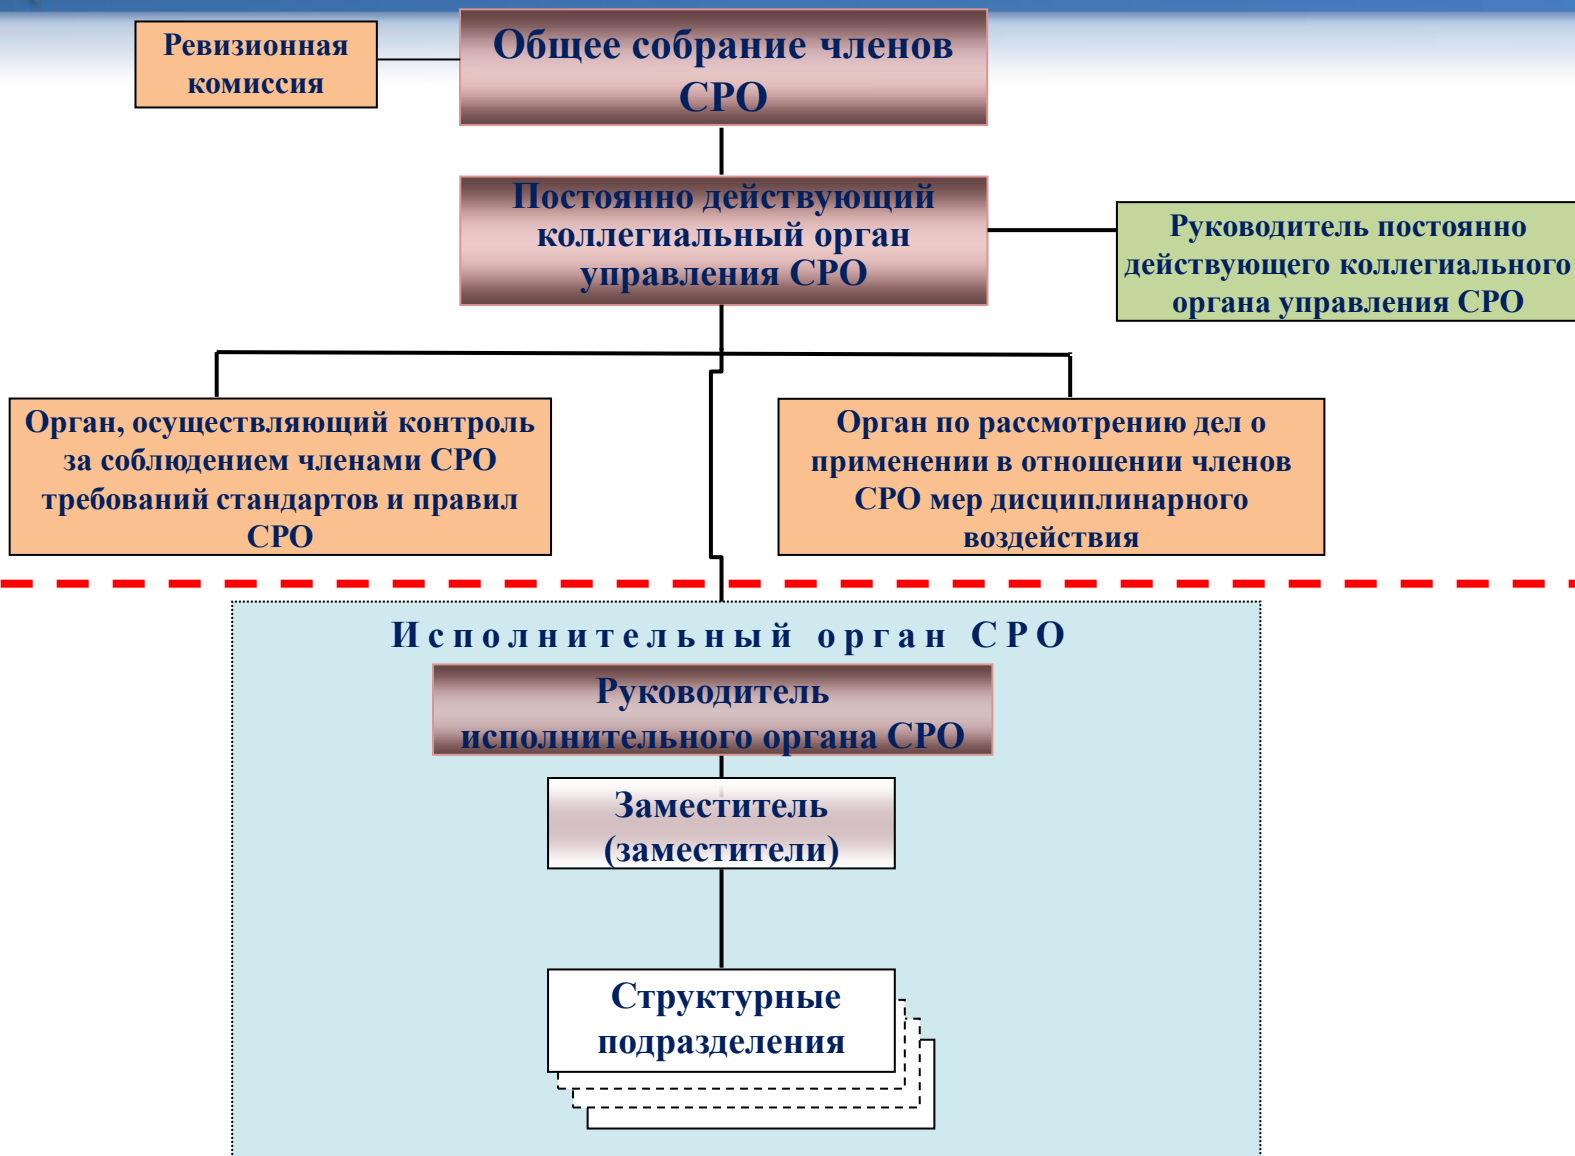 Ревизионная
комиссия
Общее собрание членов
СРО
Постоянно действующий
коллегиальный орган
управления СРО
Руководитель постоянно
действующего коллегиального
органа управления СРО
Орган, осуществляющий контроль
за соблюдением членами СРО
требований стандартов и правил
СРО
Орган по рассмотрению дел о
применении в отношении членов
СРО мер дисциплинарного
воздействия
Исполнительный орган СРО
Руководитель
исполнительного органа СРО
Заместитель
(заместители)
Структурные
подразделения